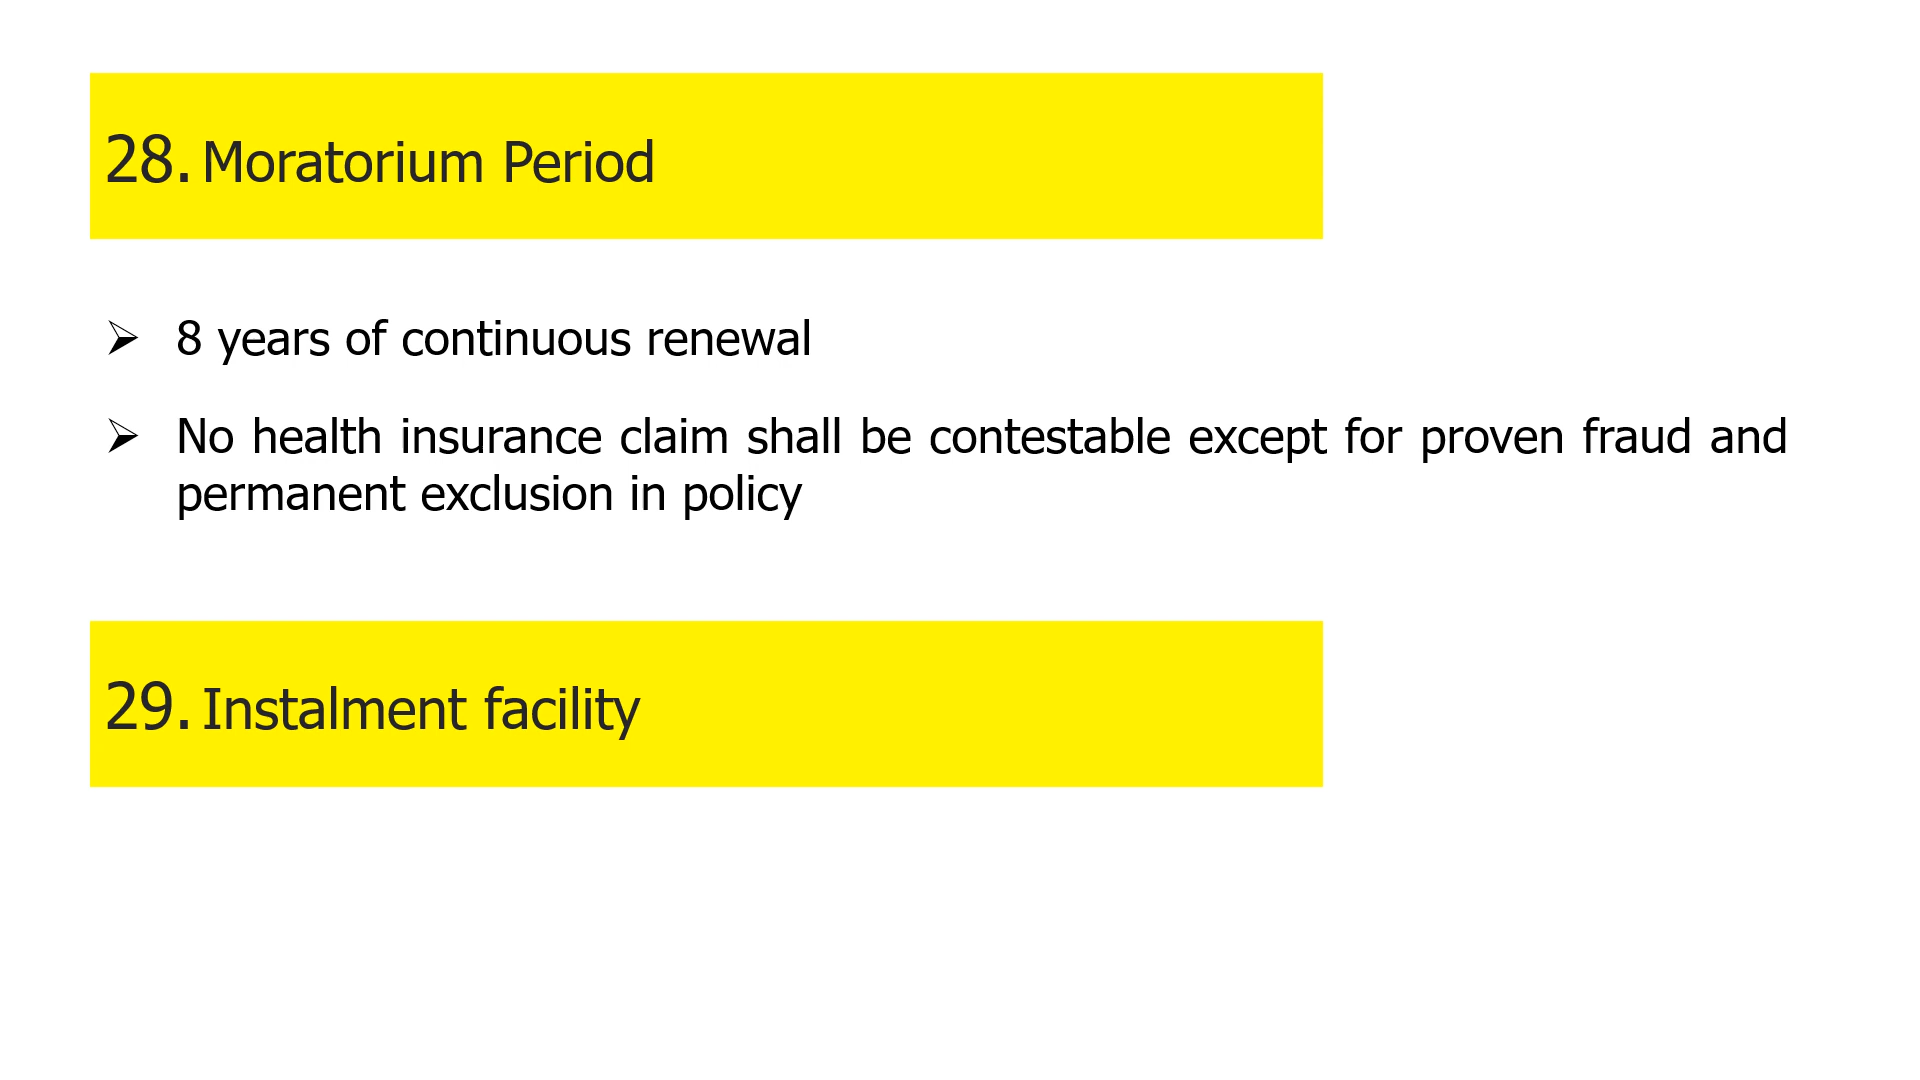 28. Moratorium Period
➢ 8 years of continuous renewal
➢ No health insurance claim shall be contestable except for proven fraud and
permanent exclusion in policy
29. Instalment facility